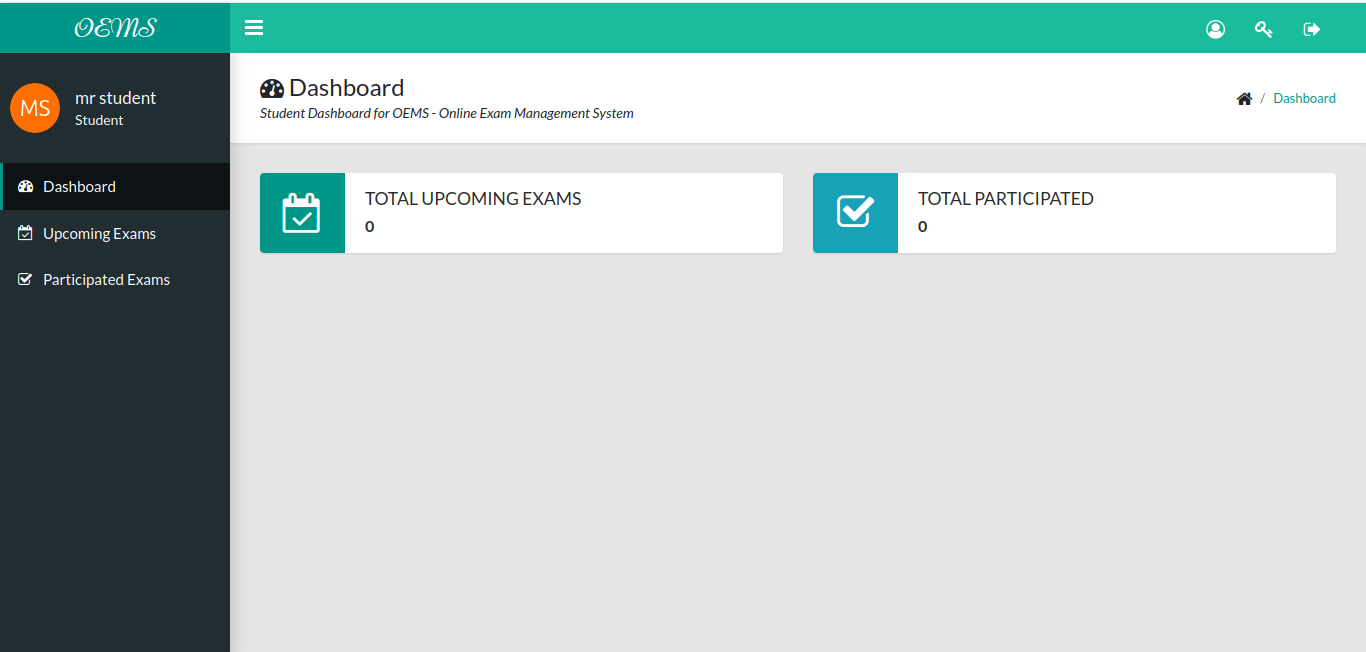 OEMS
MS
mr student
Student
Dashboard
Upcoming Exams
Participated Exams
Dashboard
Student Dashboard for OEMS - Online Exam Management System
/ Dashboard
TOTAL UPCOMING EXAMS
0
TOTAL PARTICIPATED
0